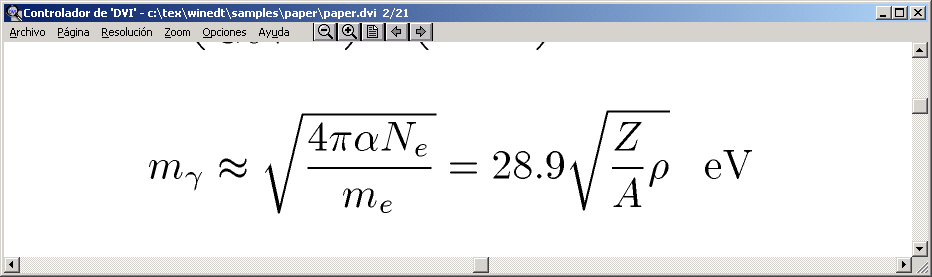 Controlador de 'DVI' - c:\tex\winedt\samples\paper\paper.dvi 2/21
Archivo Página Resolución Zoom Opciones Ayuda
m_γ ≈ √(4παN_e / m_e) = 28.9 √(Z/A ρ) eV